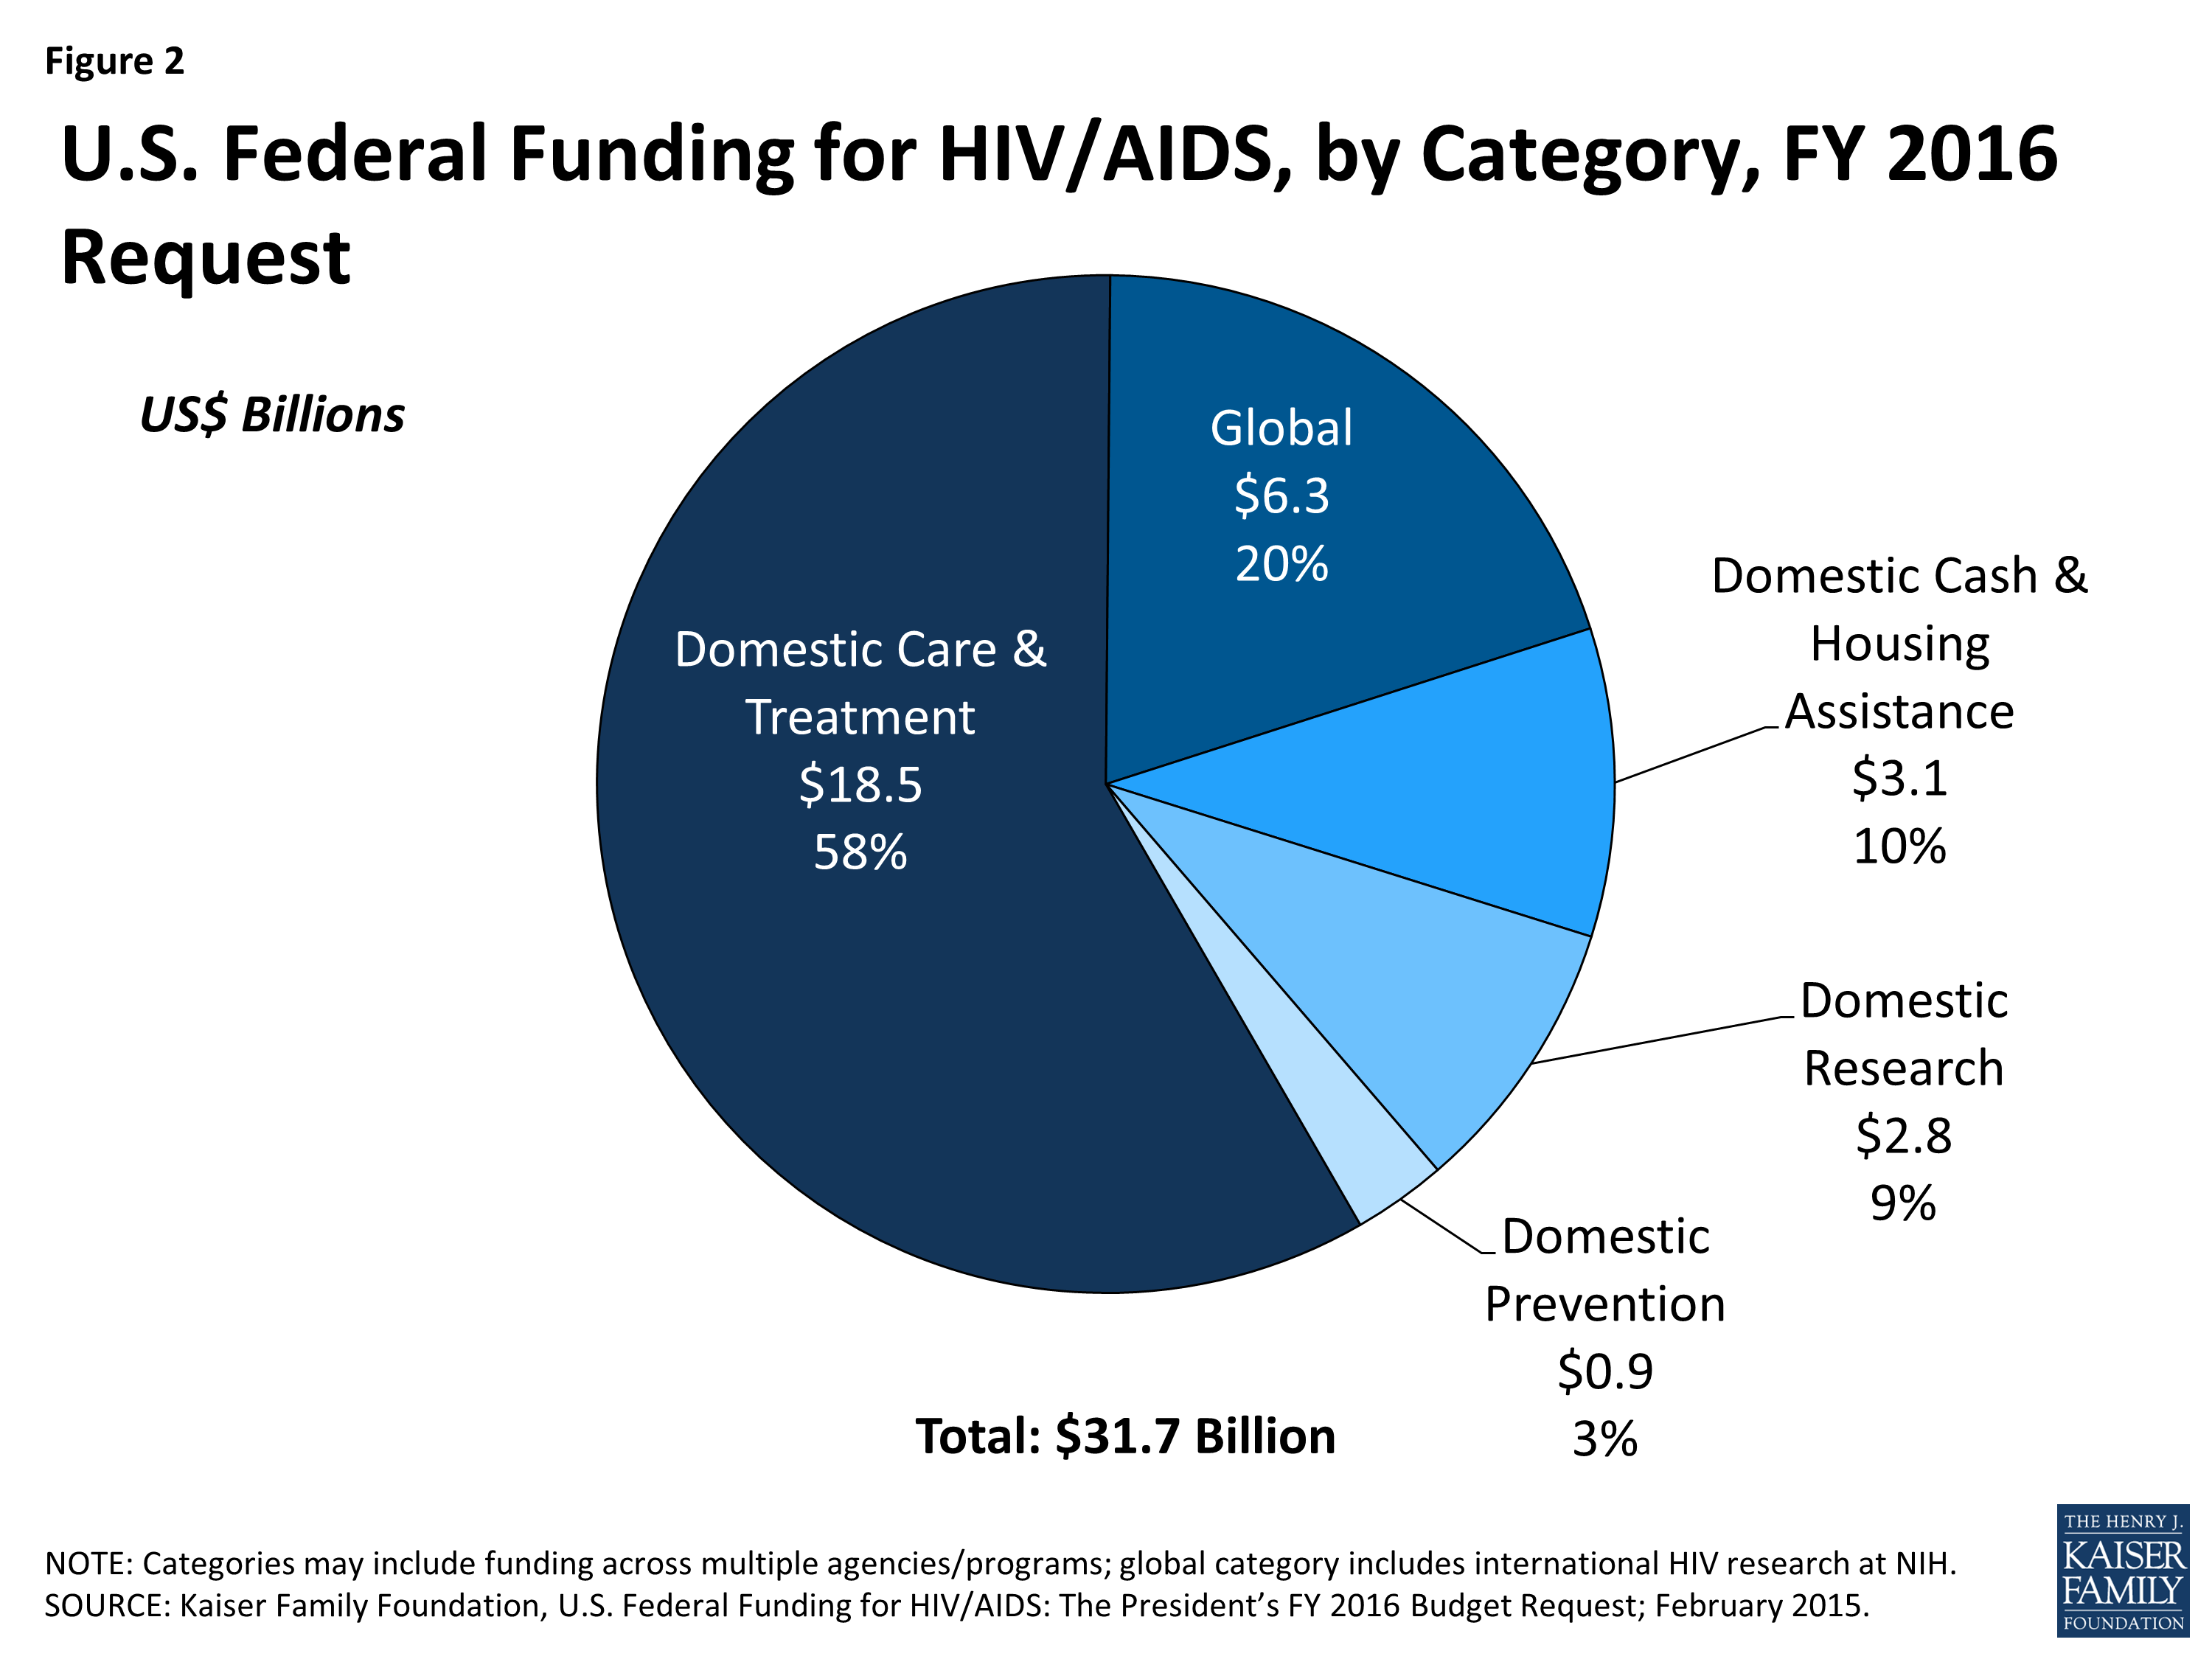 Figure 2
U.S. Federal Funding for HIV/AIDS, by Category, FY 2016
Request
US$ Billions
Global
$6.3
20%
Domestic Care &
Treatment
$18.5
58%
Domestic Cash &
Housing
Assistance
$3.1
10%
Domestic
Research
$2.8
9%
Domestic
Prevention
$0.9
3%
Total: $31.7 Billion
NOTE: Categories may include funding across multiple agencies/programs; global category includes international HIV research at NIH.
SOURCE: Kaiser Family Foundation, U.S. Federal Funding for HIV/AIDS: The President’s FY 2016 Budget Request; February 2015.
THE HENRY J.
KAISER
FAMILY
FOUNDATION